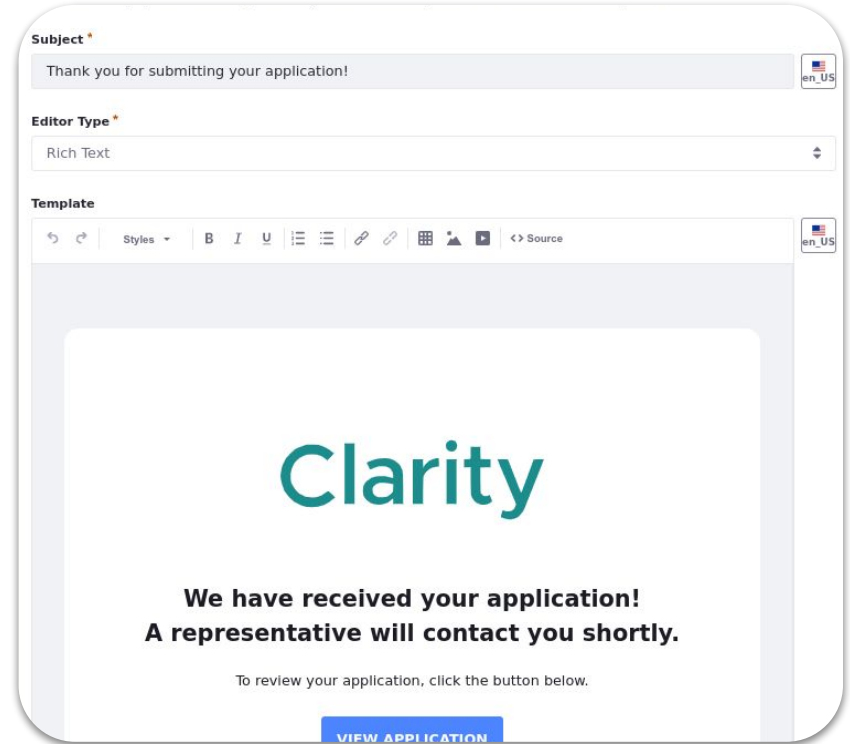 Subject *
Thank you for submitting your application!
en_US
Editor Type *
Rich Text
Template
Styles B I U <> Source
en_US
Clarity
We have received your application!
A representative will contact you shortly.
To review your application, click the button below.
VIEW APPLICATION